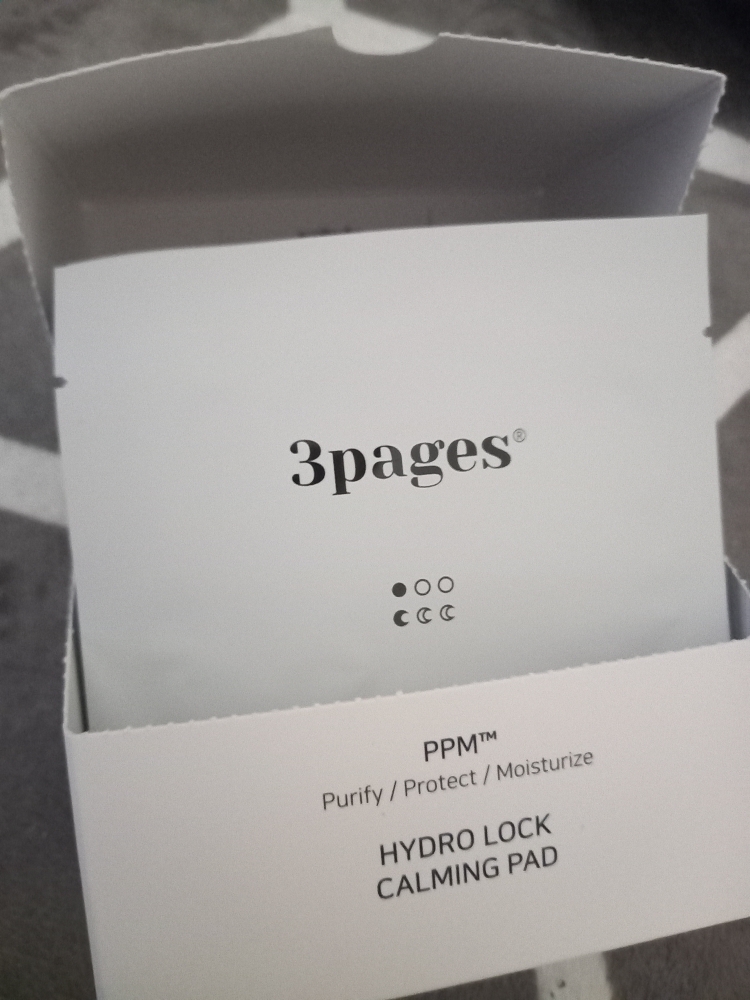 3pages®
PPM™
Purify / Protect / Moisturize
HYDRO LOCK
CALMING PAD